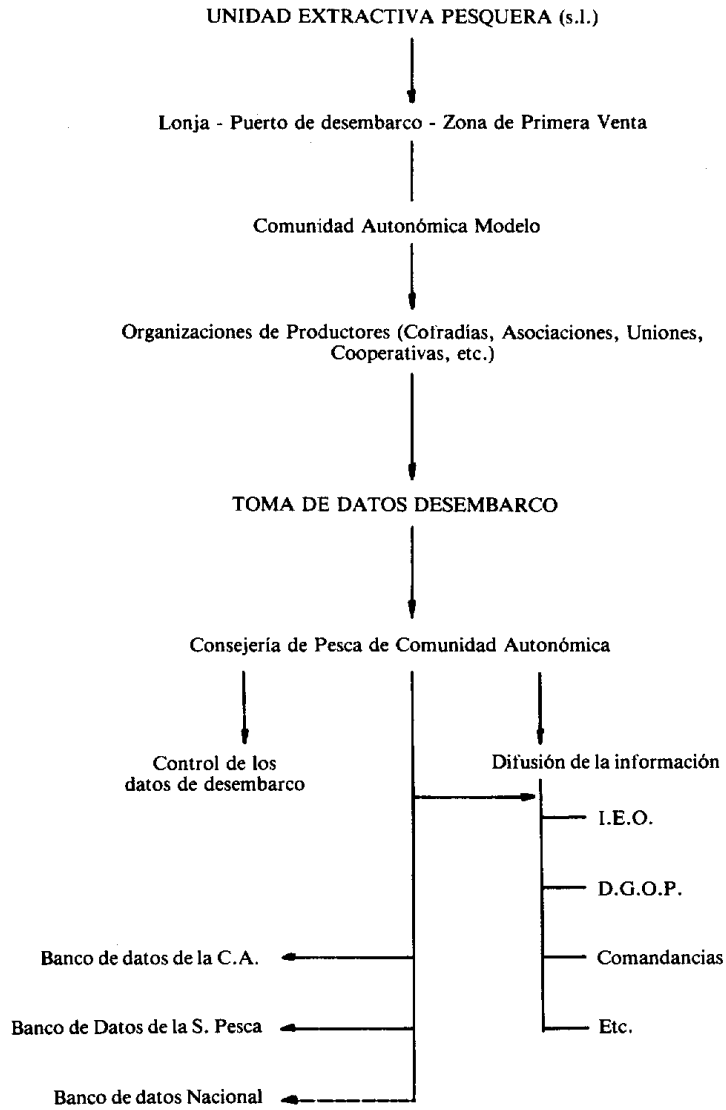 UNIDAD EXTRACTIVA PESQUERA (s.l.)
Lonja - Puerto de desembarco - Zona de Primera Venta
Comunidad Autonómica Modelo
Organizaciones de Productores (Cofradías, Asociaciones, Uniones,
Cooperativas, etc.)
TOMA DE DATOS DESEMBARCO
Consejería de Pesca de Comunidad Autonómica
Control de los
datos de desembarco
Difusión de la información
I.E.O.
D.G.O.P.
Banco de datos de la C.A.
Comandancias
Banco de Datos de la S. Pesca
Etc.
Banco de datos Nacional